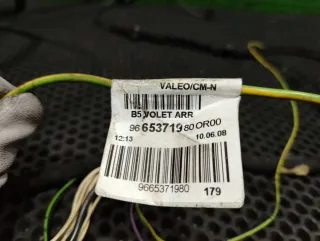 VALEO/CM-N
B5 VOLET ARR
96 653719 80 OR00
12:13 10.06.08
9665371980 179